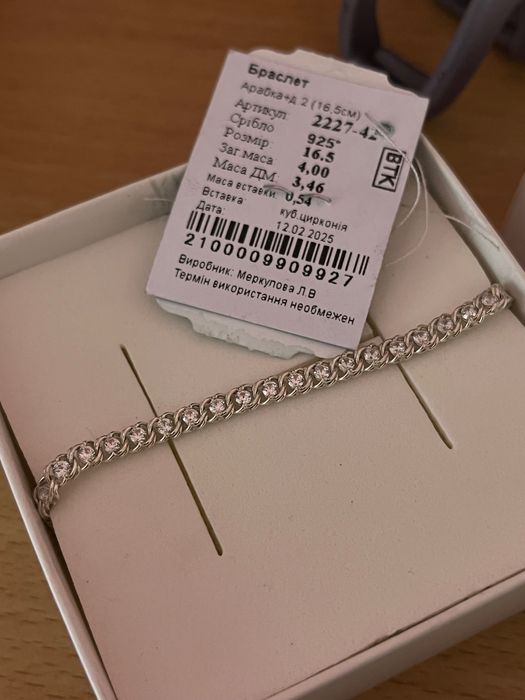 Браслет
Арабка+д 2 (16,5см)
Артикул: 2227-42
Срібло 925°
Розмір: 16.5
Заг.маса: 4,00
Маса ДМ: 3,46
Маса вставки: 0,54
Вставка: куб.цирконія
Дата: 12.02.2025
ВТК
2100009909927
Виробник: Меркулова Л.В
Термін використання необмежен